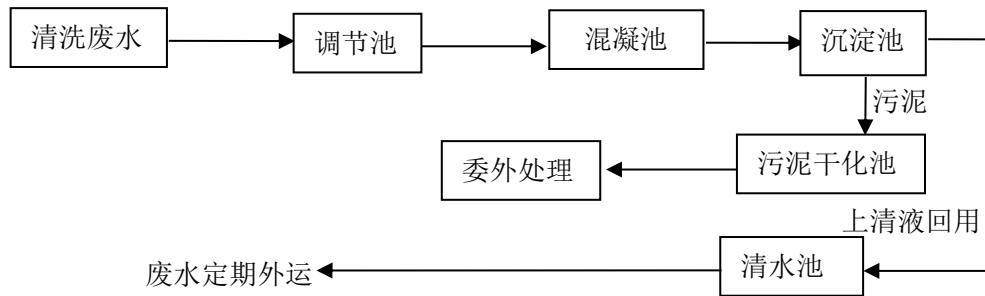 清洗废水
调节池
混凝池
沉淀池
污泥
委外处理
污泥干化池
上清液回用
废水定期外运
清水池